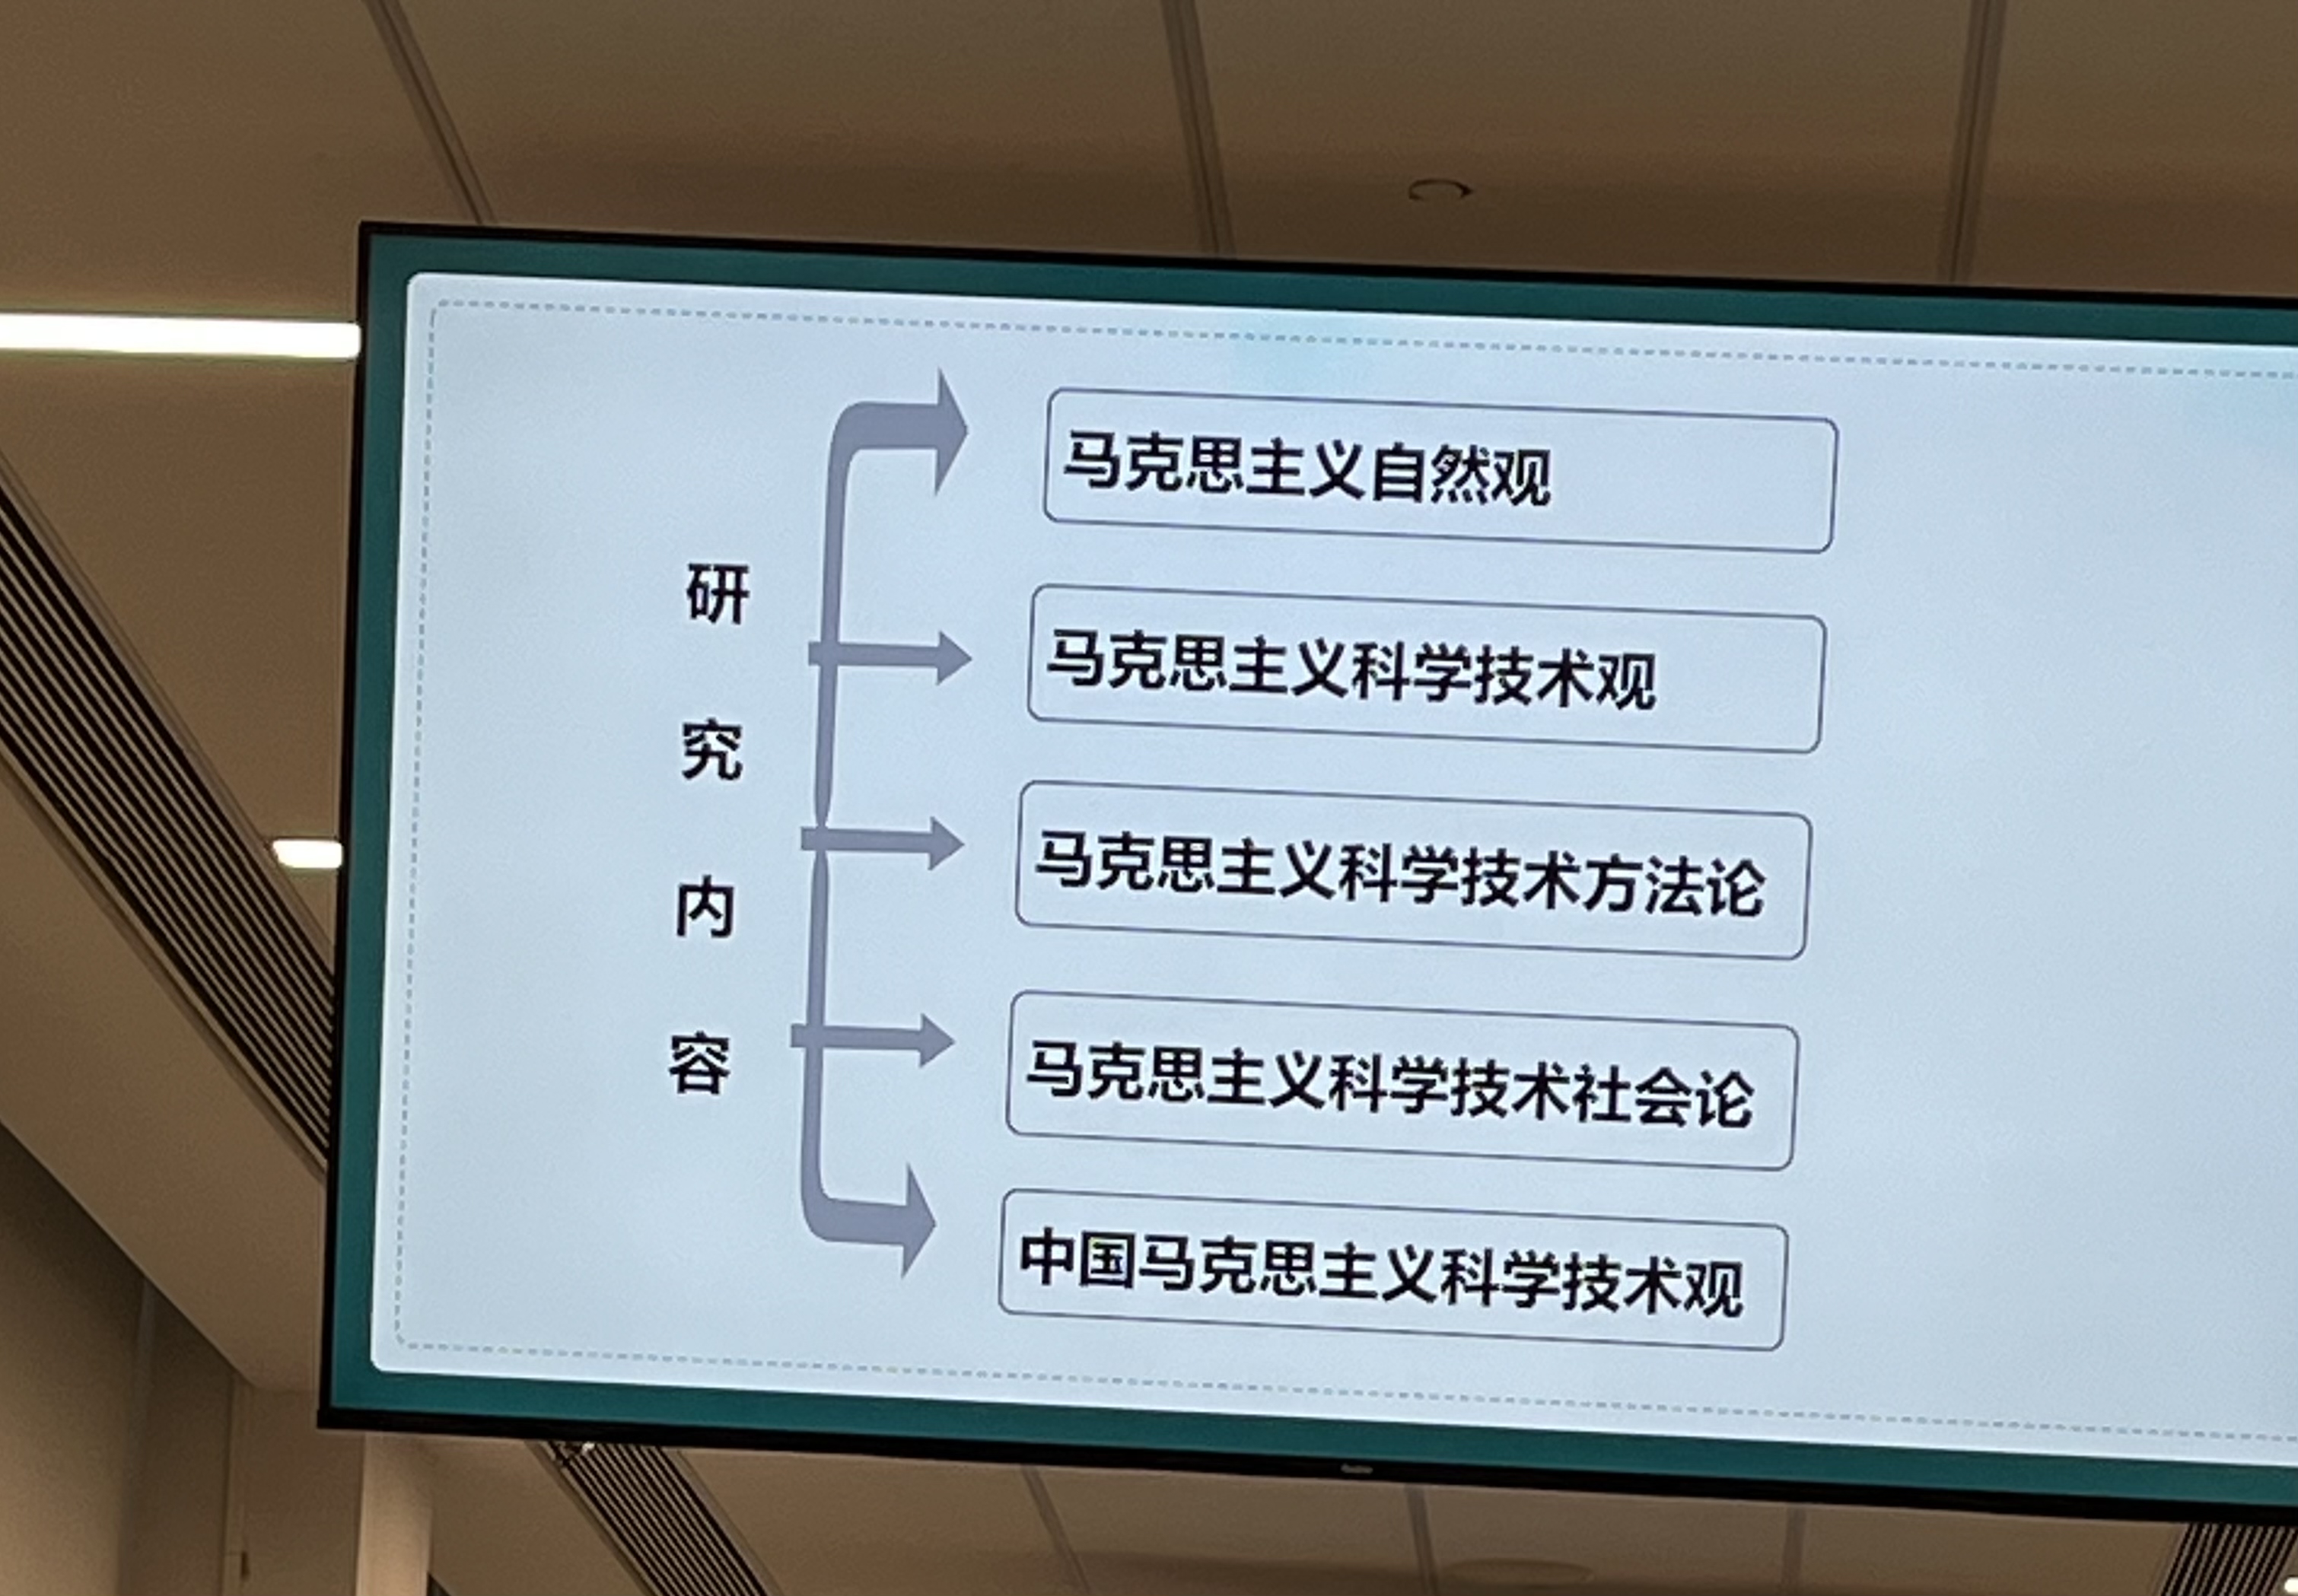 研究内容
马克思主义自然观
马克思主义科学技术观
马克思主义科学技术方法论
马克思主义科学技术社会论
中国马克思主义科学技术观